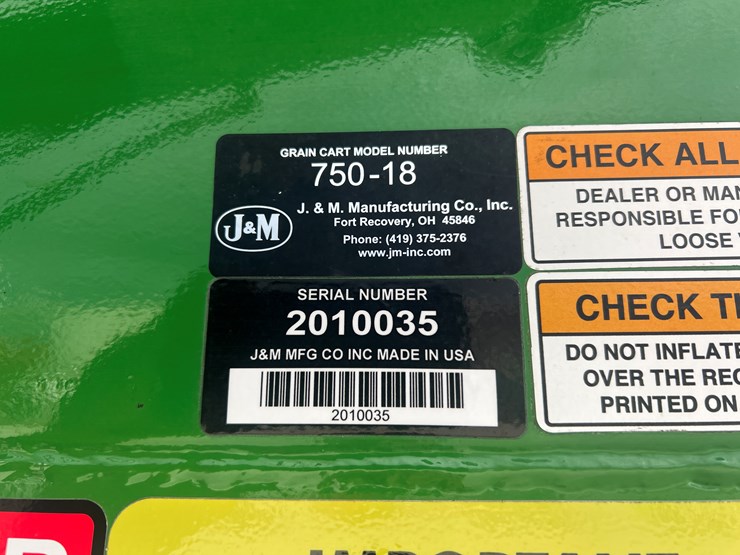 GRAIN CART MODEL NUMBER
750-18
J&M
J. & M. Manufacturing Co., Inc.
Fort Recovery, OH 45846
Phone: (419) 375-2376
www.jm-inc.com
SERIAL NUMBER
2010035
J&M MFG CO INC MADE IN USA
2010035
CHECK ALL
DEALER OR MAN
RESPONSIBLE FO
LOOSE
CHECK
DO NOT INFLATE
OVER THE REC
PRINTED ON